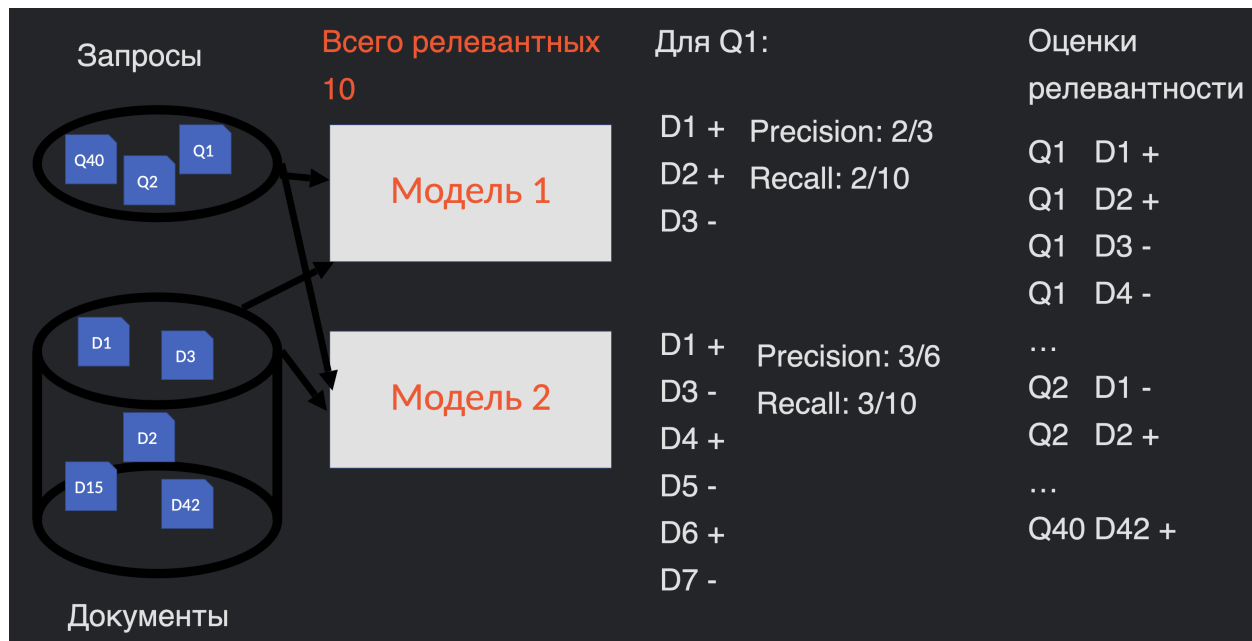 Запросы
Q40
Q2
Q1
D1
D3
D2
D15
D42
Документы
Всего релевантных
10
Модель 1
Модель 2
Для Q1:
D1 +
D2 +
D3 -
Precision: 2/3
Recall: 2/10
D1 +
D3 -
D4 +
D5 -
D6 +
D7 -
Precision: 3/6
Recall: 3/10
Оценки
релевантности
Q1 D1 +
Q1 D2 +
Q1 D3 -
Q1 D4 -
...
Q2 D1 -
Q2 D2 +
...
Q40 D42 +